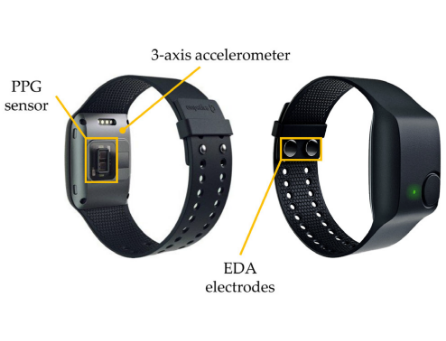 3-axis accelerometer
PPG
sensor
EDA
electrodes